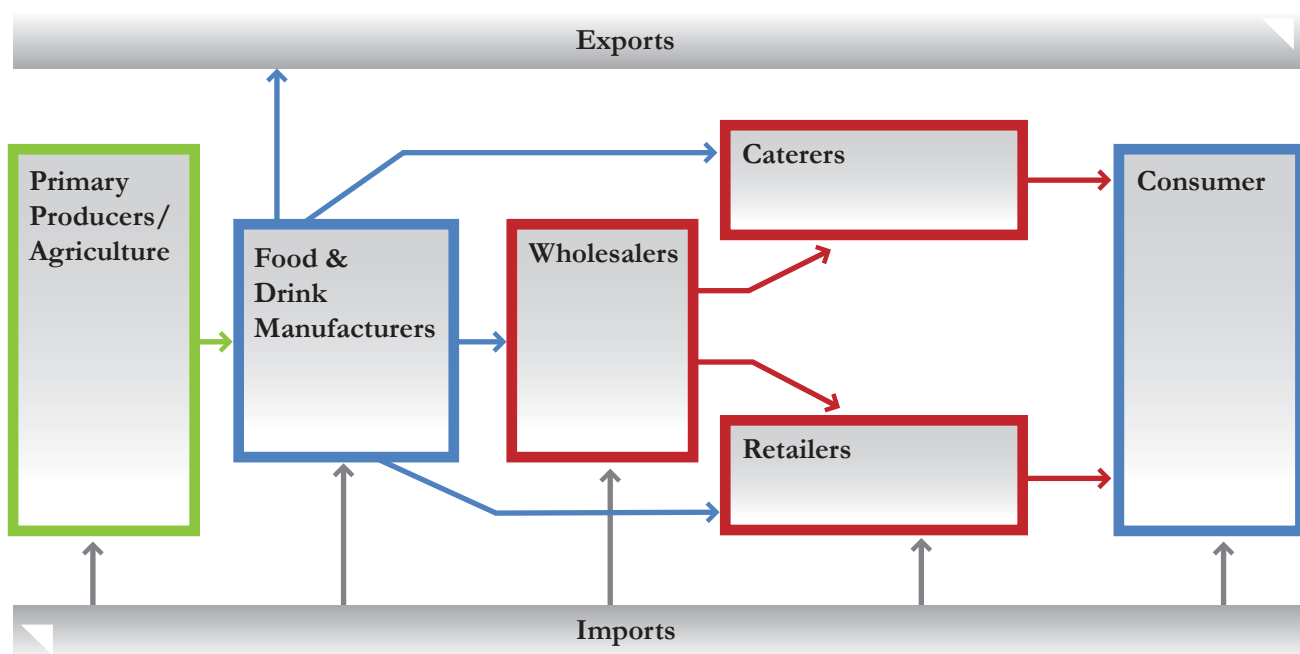 Exports
Primary
Producers/
Agriculture
Food &
Drink
Manufacturers
Wholesalers
Caterers
Retailers
Consumer
Imports